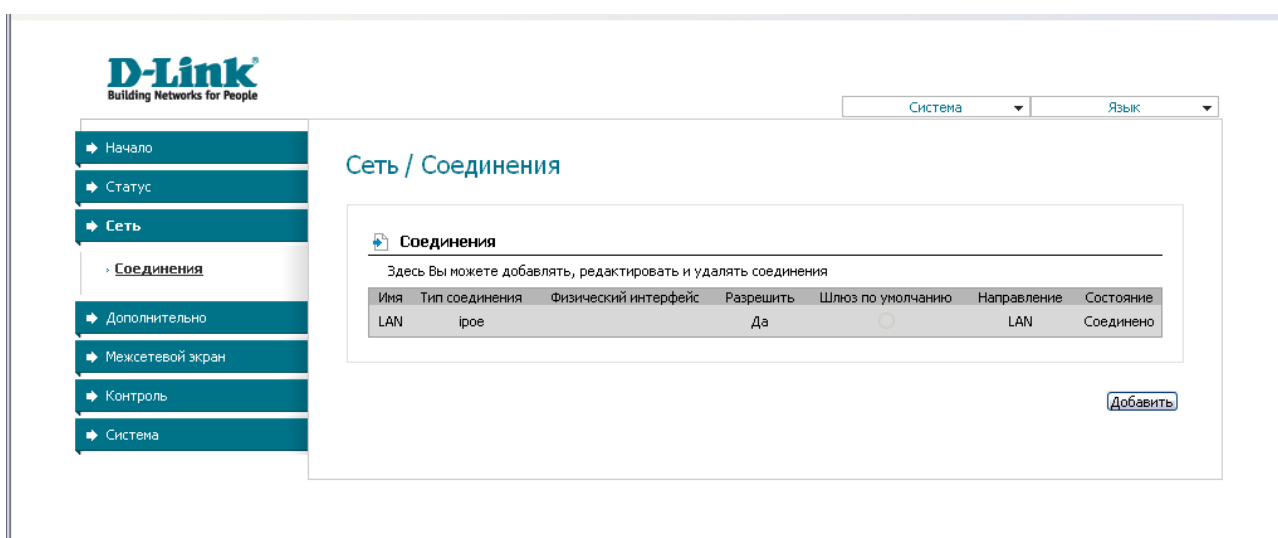 D-Link
Building Networks for People
Система Язык
Начало
Статус
Сеть
Соединения
Дополнительно
Межсетевой экран
Контроль
Система
Сеть / Соединения
Соединения
Здесь Вы можете добавлять, редактировать и удалять соединения
Имя Тип соединения Физический интерфейс Разрешить Шлюз по умолчанию Направление Состояние
LAN ipoe Да LAN Соединено
Добавить